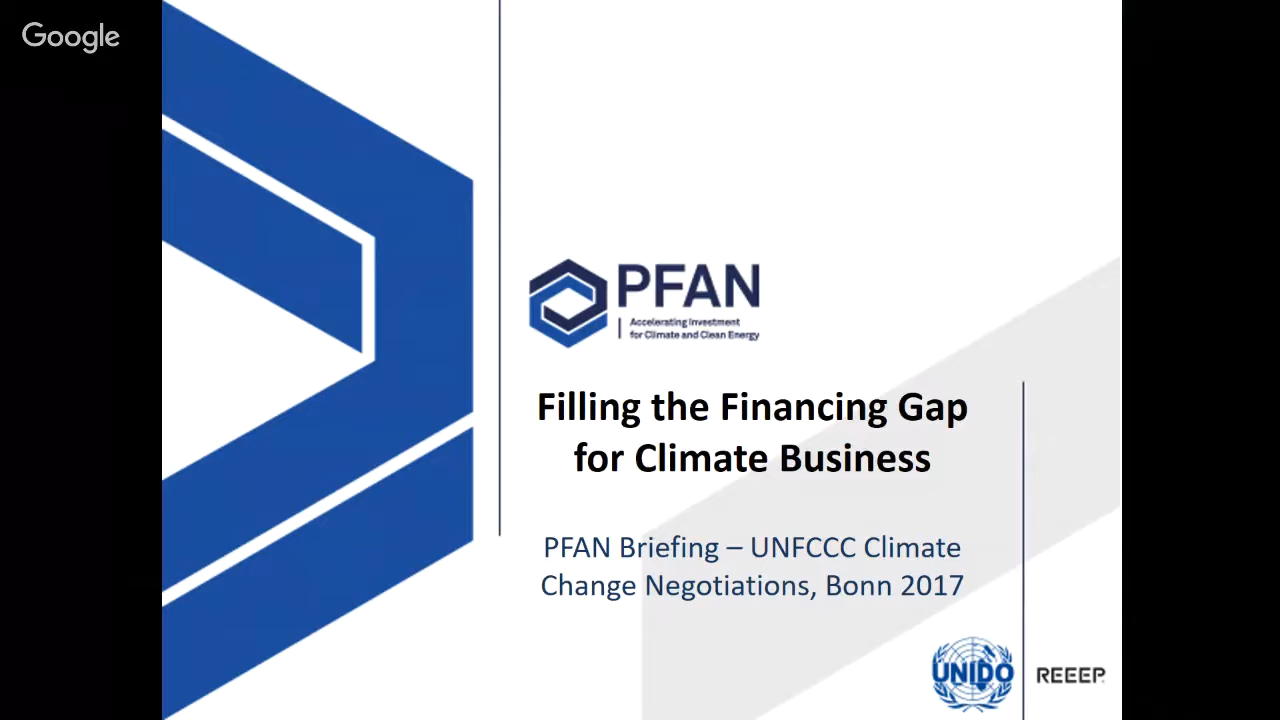 Google
PFAN
Accelerating Investment
for Climate and Clean Energy
Filling the Financing Gap
for Climate Business
PFAN Briefing – UNFCCC Climate
Change Negotiations, Bonn 2017
UNIDO
REEEP